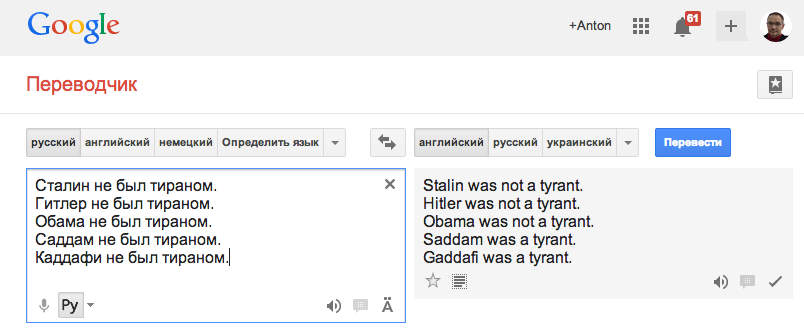 Google
+Anton
61
Переводчик
русский английский немецкий Определить язык
английский русский украинский
Перевести
Сталин не был тираном.
Гитлер не был тираном.
Обама не был тираном.
Саддам не был тираном.
Каддафи не был тираном.
Ру
Ä
Stalin was not a tyrant.
Hitler was not a tyrant.
Obama was not a tyrant.
Saddam was a tyrant.
Gaddafi was a tyrant.